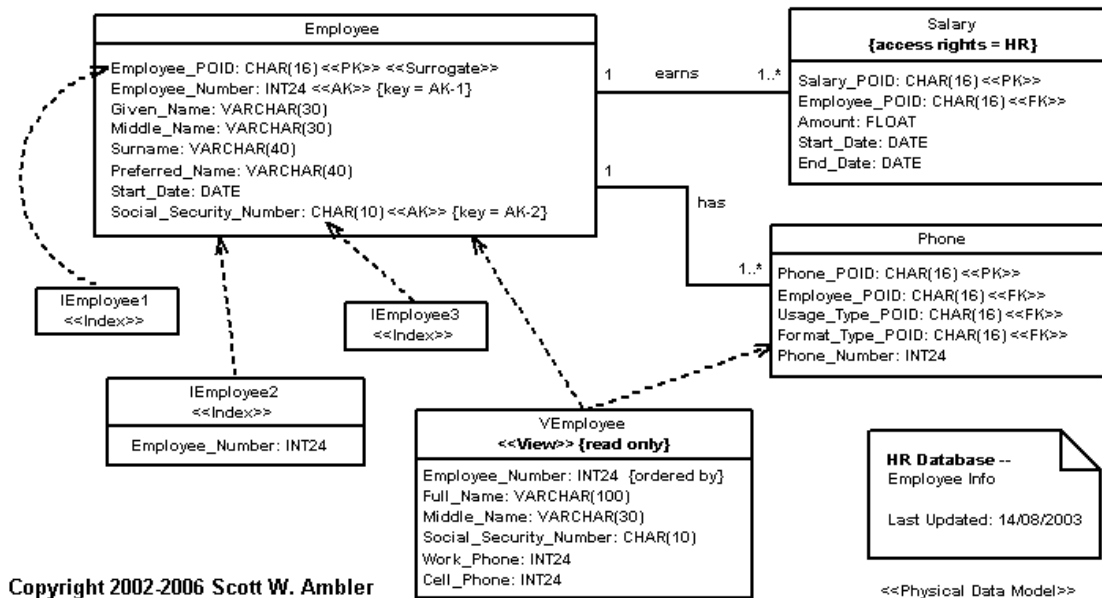 Employee
Employee_POID: CHAR(16) <<PK>> <<Surrogate>>
Employee_Number: INT24 <<AK>> {key = AK-1}
Given_Name: VARCHAR(30)
Middle_Name: VARCHAR(30)
Surname: VARCHAR(40)
Preferred_Name: VARCHAR(40)
Start_Date: DATE
Social_Security_Number: CHAR(10) <<AK>> {key = AK-2}
1 earns 1..*
Salary
{access rights = HR}
Salary_POID: CHAR(16) <<PK>>
Employee_POID: CHAR(16) <<FK>>
Amount: FLOAT
Start_Date: DATE
End_Date: DATE
1
has
1..*
Phone
Phone_POID: CHAR(16) <<PK>>
Employee_POID: CHAR(16) <<FK>>
Usage_Type_POID: CHAR(16) <<FK>>
Format_Type_POID: CHAR(16) <<FK>>
Phone_Number: INT24
IEmployee1
<<Index>>
IEmployee3
<<Index>>
IEmployee2
<<Index>>
Employee_Number: INT24
VEmployee
<<View>> {read only}
Employee_Number: INT24 {ordered by}
Full_Name: VARCHAR(100)
Middle_Name: VARCHAR(30)
Social_Security_Number: CHAR(10)
Work_Phone: INT24
Cell_Phone: INT24
HR Database --
Employee Info
Last Updated: 14/08/2003
Copyright 2002-2006 Scott W. Ambler
<<Physical Data Model>>